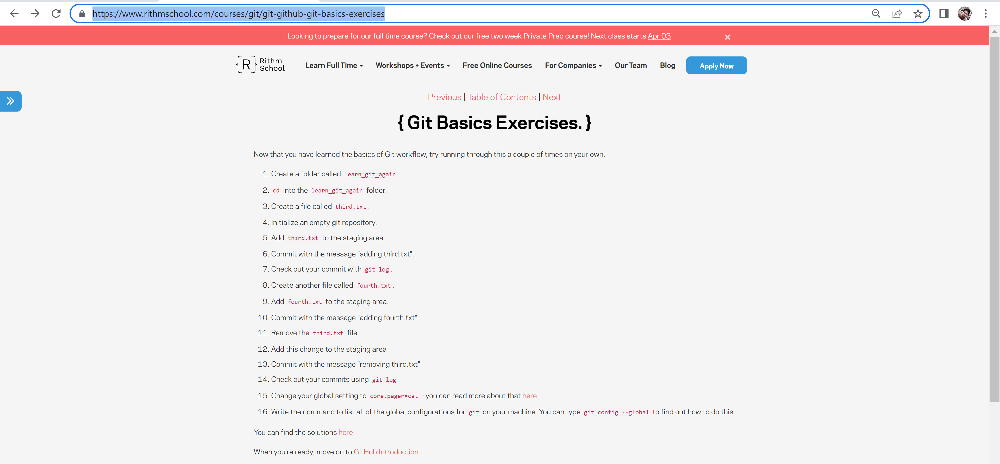 https://www.rithmschool.com/courses/git/git-github-git-basics-exercises
Looking to prepare for our full time course? Check out our free two week Private Prep course! Next class starts Apr 03
{R} Rithm School
Learn Full Time
Workshops + Events
Free Online Courses
For Companies
Our Team
Blog
Apply Now
Previous | Table of Contents | Next
{ Git Basics Exercises. }
Now that you have learned the basics of Git workflow, try running through this a couple of times on your own:
1. Create a folder called learn_git_again.
2. cd into the learn_git_again folder.
3. Create a file called third.txt.
4. Initialize an empty git repository.
5. Add third.txt to the staging area.
6. Commit with the message "adding third.txt".
7. Check out your commit with git log.
8. Create another file called fourth.txt.
9. Add fourth.txt to the staging area.
10. Commit with the message "adding fourth.txt"
11. Remove the third.txt file
12. Add this change to the staging area
13. Commit with the message "removing third.txt"
14. Check out your commits using git log
15. Change your global setting to core.pager=cat - you can read more about that here.
16. Write the command to list all of the global configurations for git on your machine. You can type git config --global to find out how to do this
You can find the solutions here
When you're ready, move on to GitHub Introduction